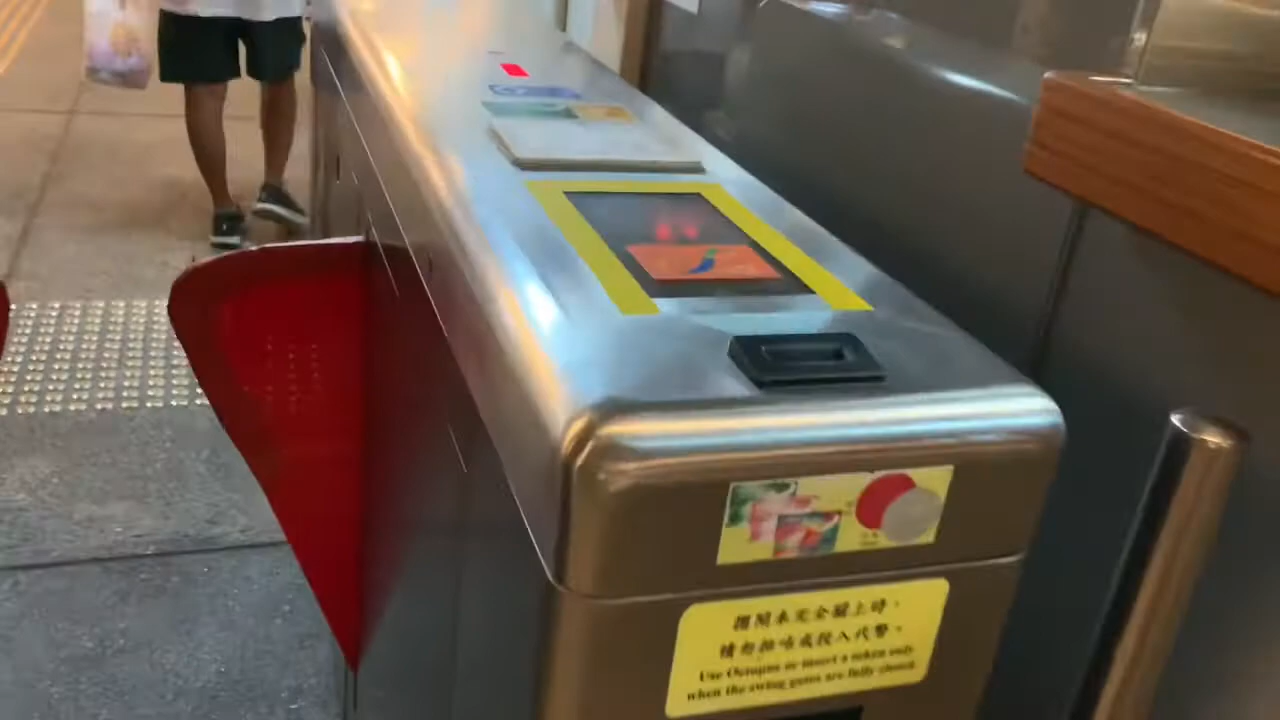 擋閘未完全關上時，
請勿拍咭或投入代幣。
Use Octopus or insert a token only
when the swing gates are fully closed